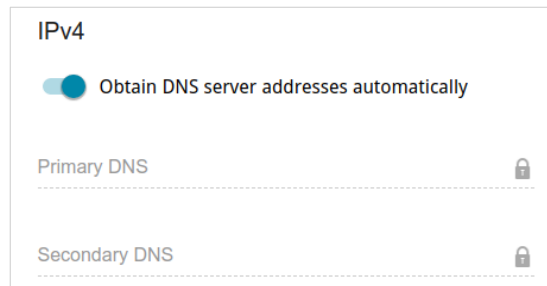 IPv4
Obtain DNS server addresses automatically
Primary DNS
Secondary DNS